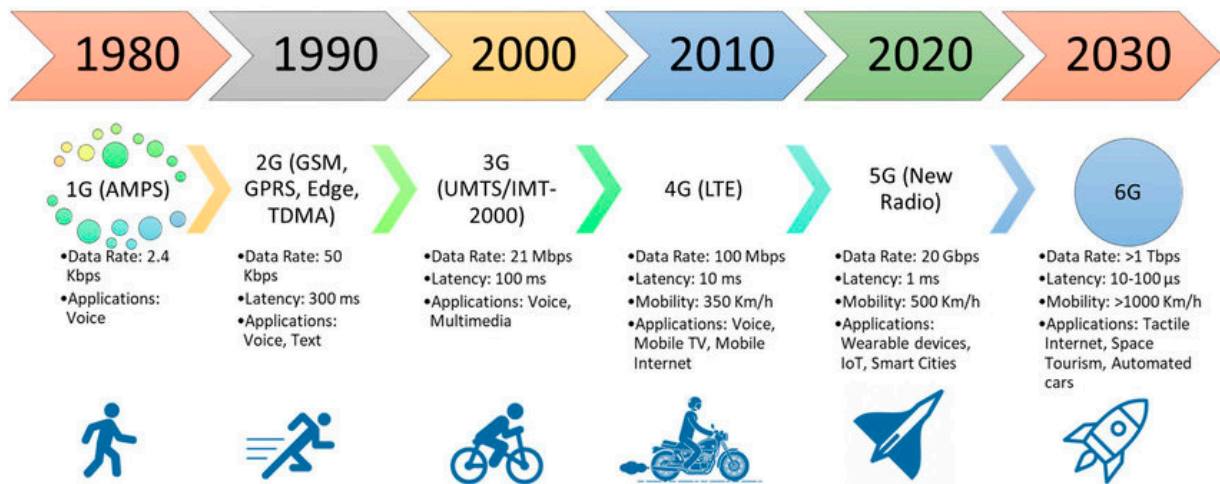 1980
1990
2000
2010
2020
2030
1G (AMPS)
•Data Rate: 2.4
Kbps
•Applications:
Voice
2G (GSM,
GPRS, Edge,
TDMA)
•Data Rate: 50
Kbps
•Latency: 300 ms
•Applications:
Voice, Text
3G
(UMTS/IMT-
2000)
•Data Rate: 21 Mbps
•Latency: 100 ms
•Applications: Voice,
Multimedia
4G (LTE)
•Data Rate: 100 Mbps
•Latency: 10 ms
•Mobility: 350 Km/h
•Applications: Voice,
Mobile TV, Mobile
Internet
5G (New
Radio)
•Data Rate: 20 Gbps
•Latency: 1 ms
•Mobility: 500 Km/h
•Applications:
Wearable devices,
IoT, Smart Cities
6G
•Data Rate: >1 Tbps
•Latency: 10-100 µs
•Mobility: >1000 Km/h
•Applications: Tactile
Internet, Space
Tourism, Automated
cars